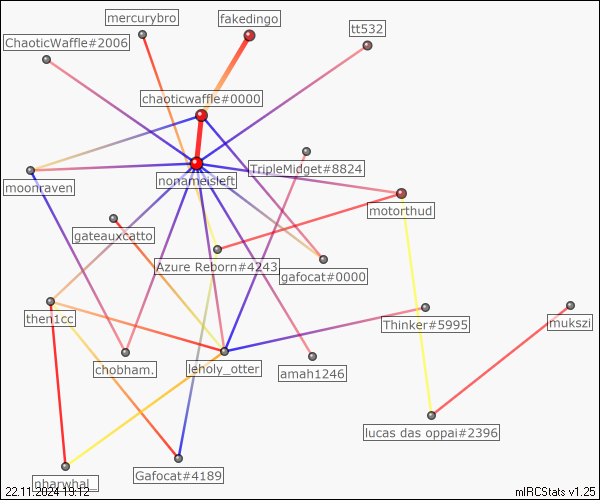 mercurybro
fakedingo
tt532
ChaoticWaffle#2006
chaoticwaffle#0000
TripleMidget#8824
nonameisleft
moonraven
motorthud
gateauxcatto
Azure Reborn#4243
gafocat#0000
then1cc
Thinker#5995
mukszi
chobham.
leholy_otter
amah1246
lucas das oppai#2396
nharwhal_
Gafocat#4189
22.11.2024 19:12
mIRCStats v1.25